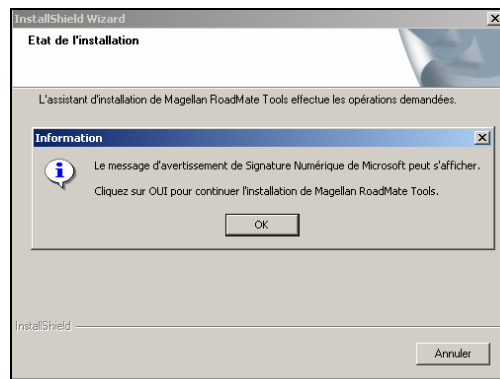 InstallShield Wizard
Etat de l'installation
L'assistant d'installation de Magellan RoadMate Tools effectue les opérations demandées.
Information
Le message d'avertissement de Signature Numérique de Microsoft peut s'afficher.
Cliquez sur OUI pour continuer l'installation de Magellan RoadMate Tools.
OK
InstallShield
Annuler